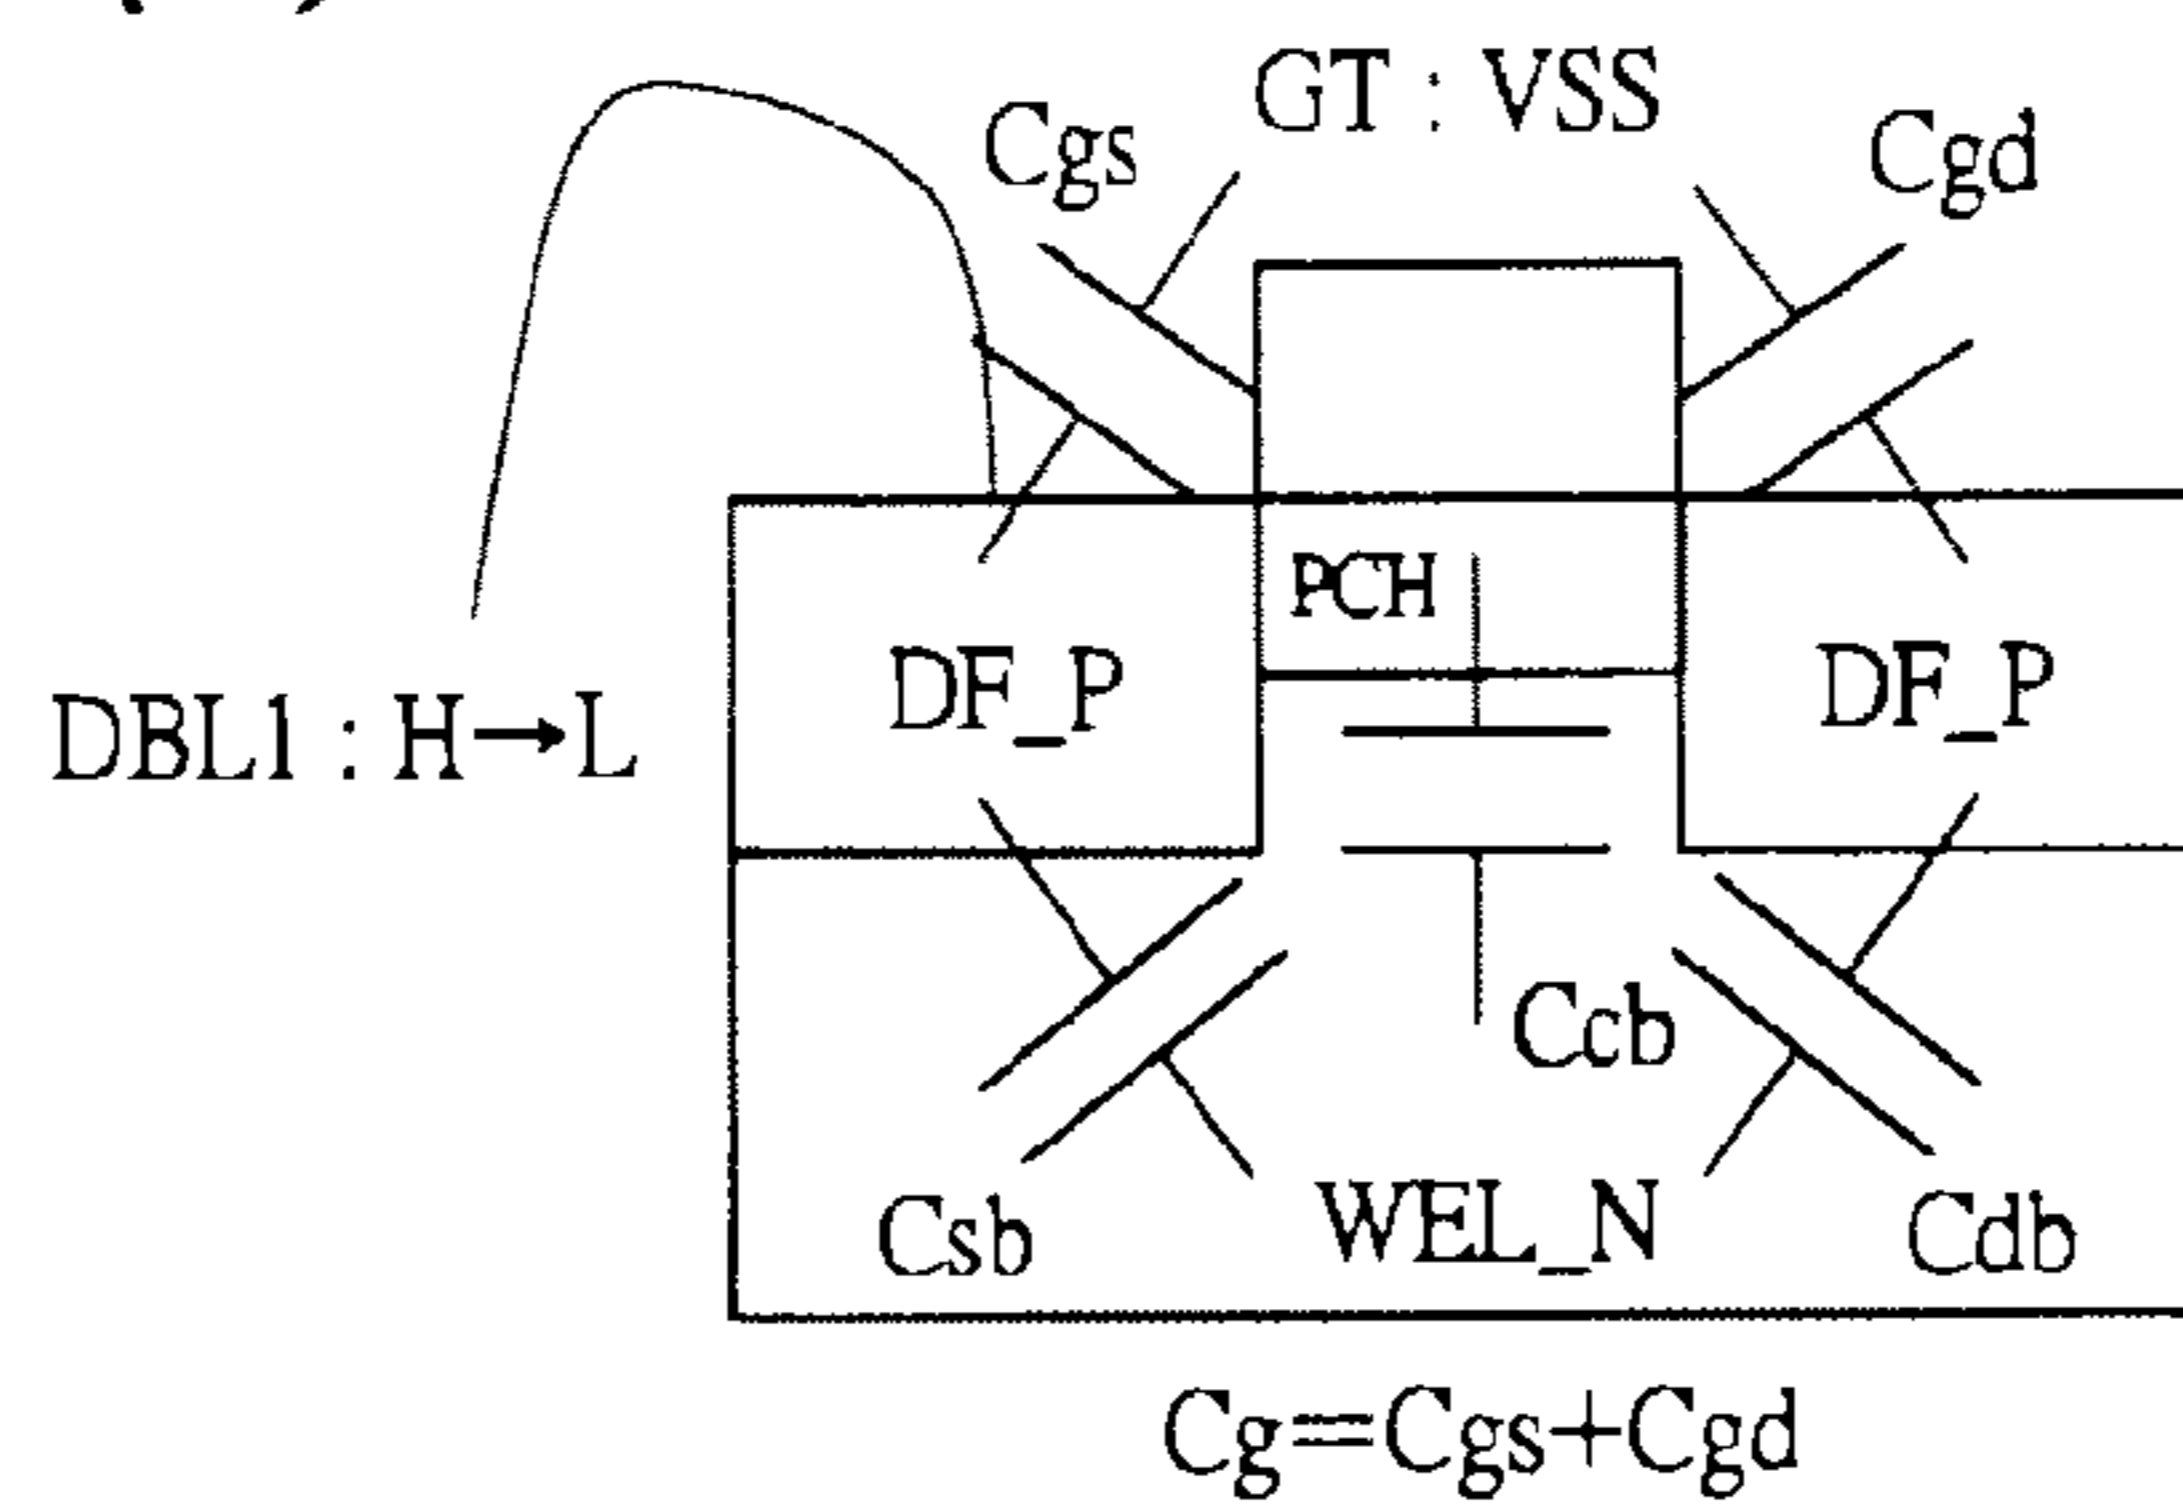 GT : VSS
Cgs
Cgd
PCH
DF_P
DF_P
DBL1 : H→L
Ccb
Csb
WEL_N
Cdb
Cg=Cgs+Cgd